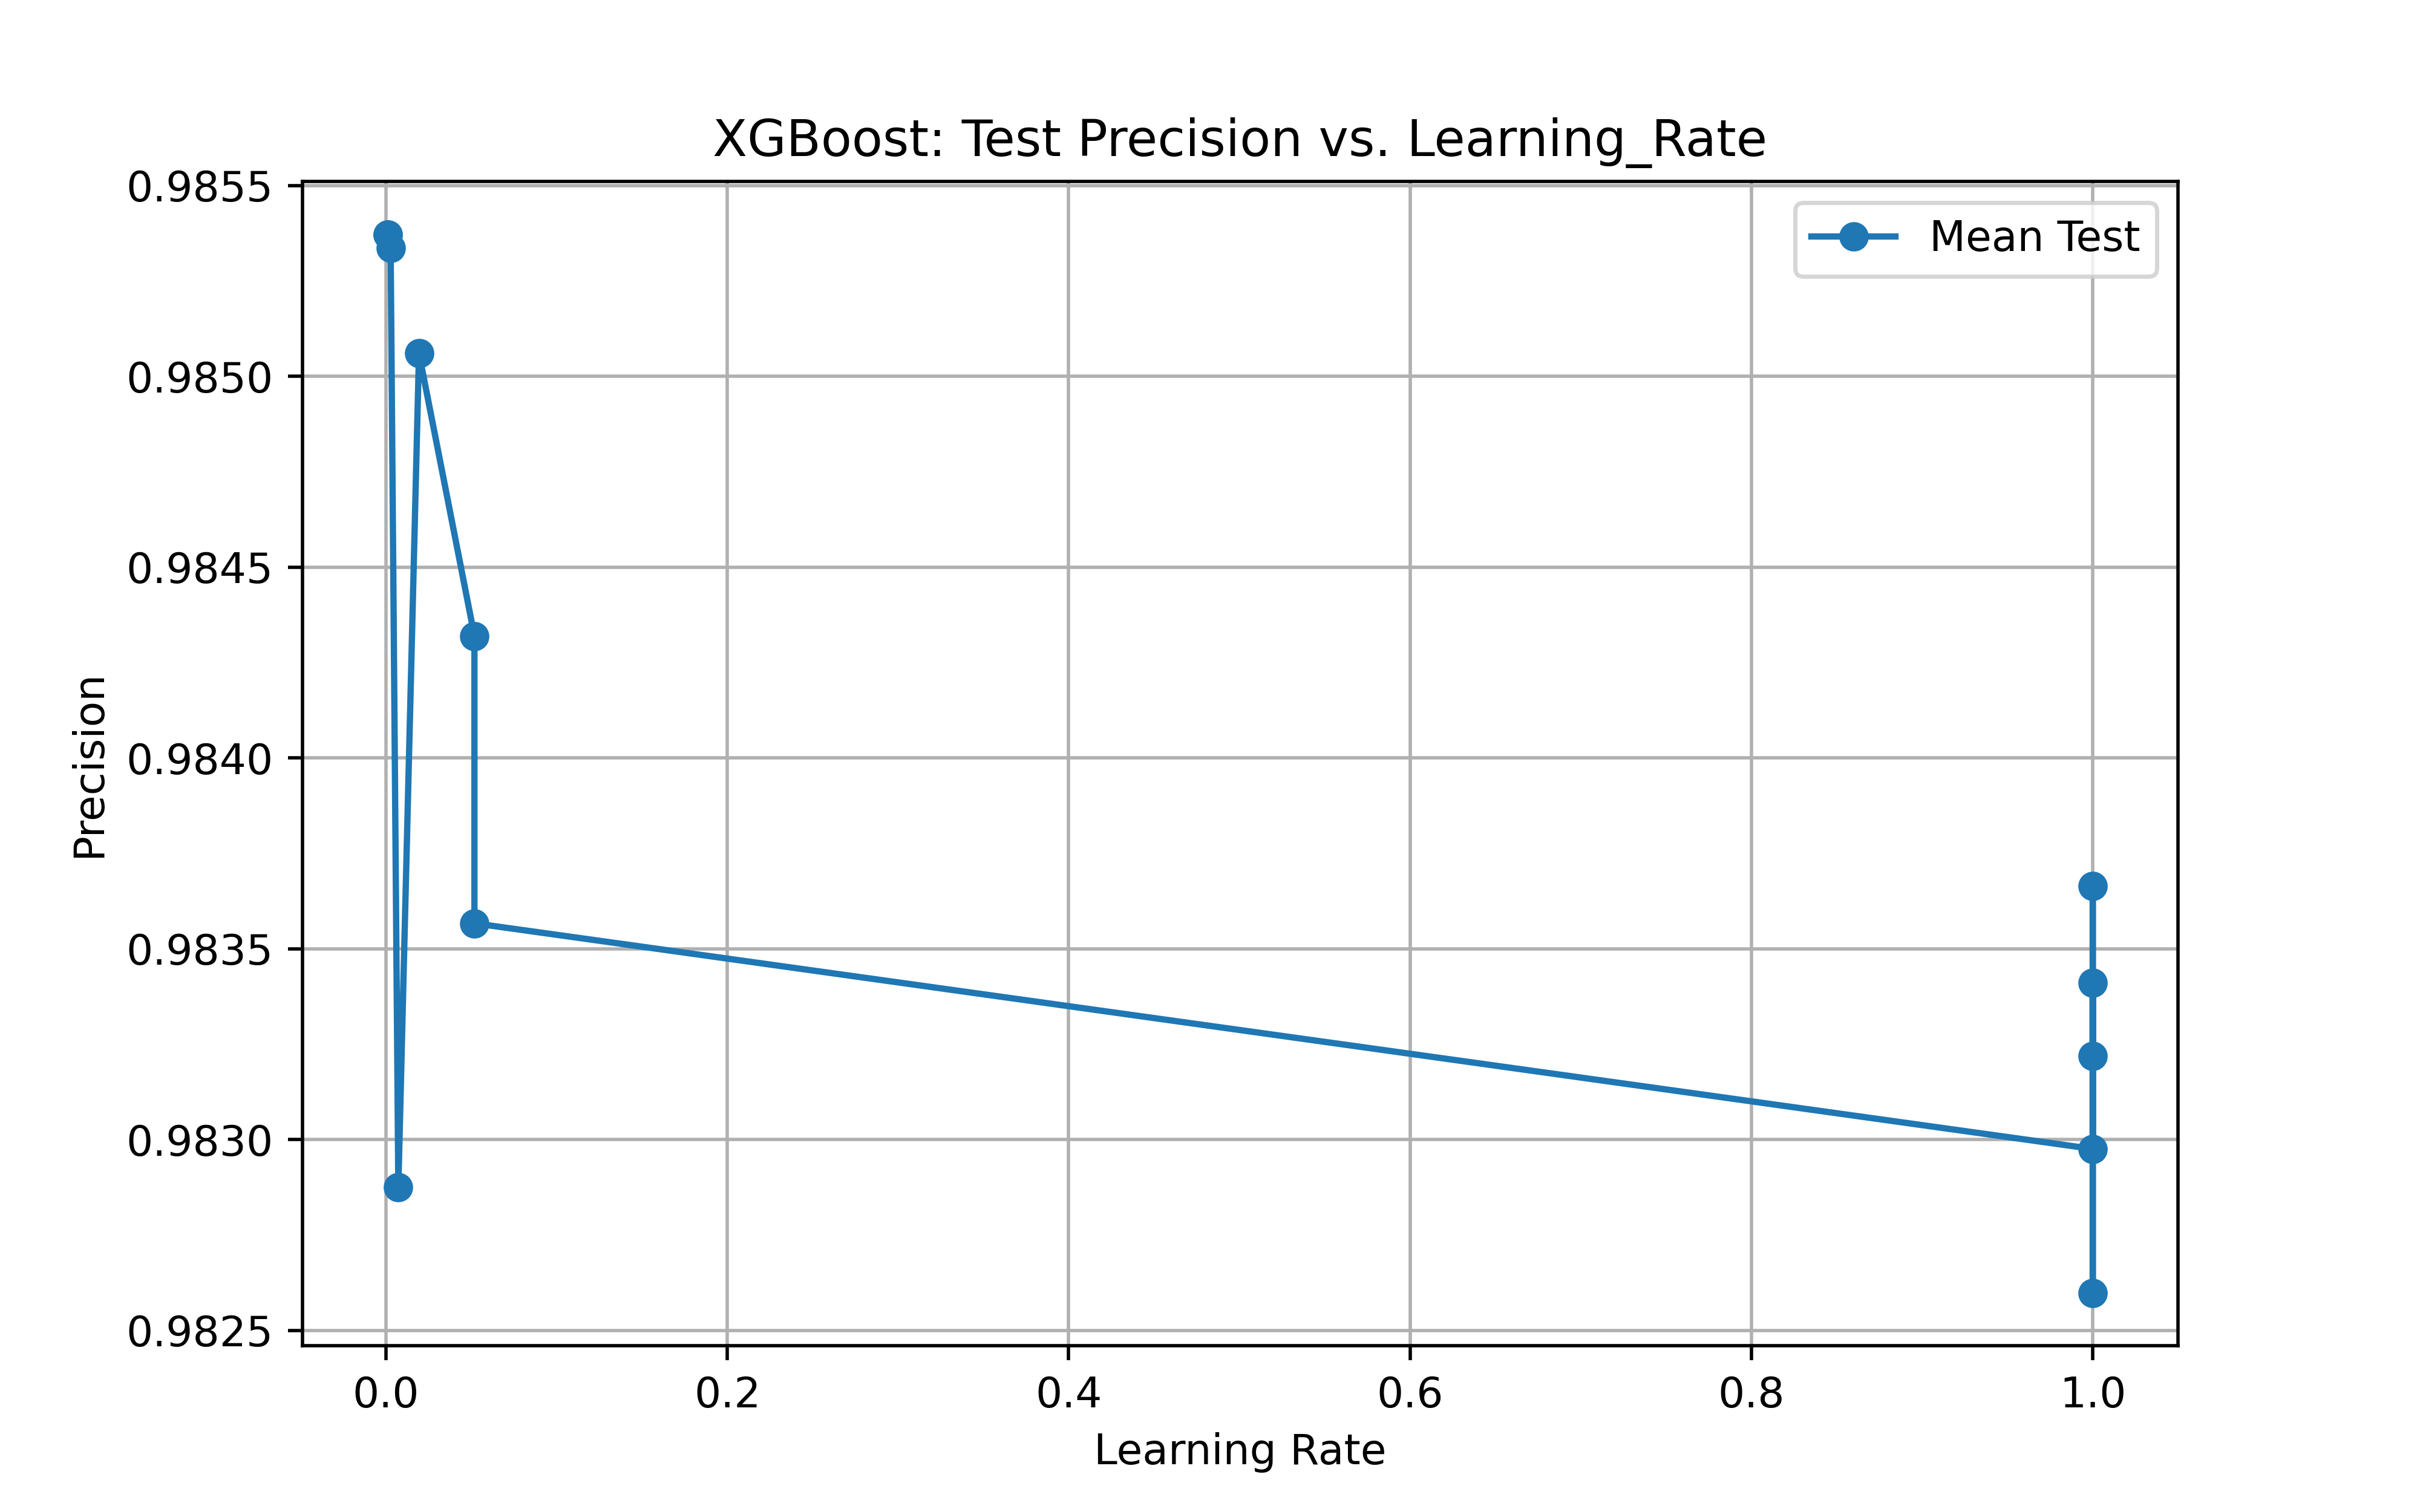 XGBoost: Test Precision vs. Learning_Rate
Mean Test
Precision
0.9855
0.9850
0.9845
0.9840
0.9835
0.9830
0.9825
0.0 0.2 0.4 0.6 0.8 1.0
Learning Rate